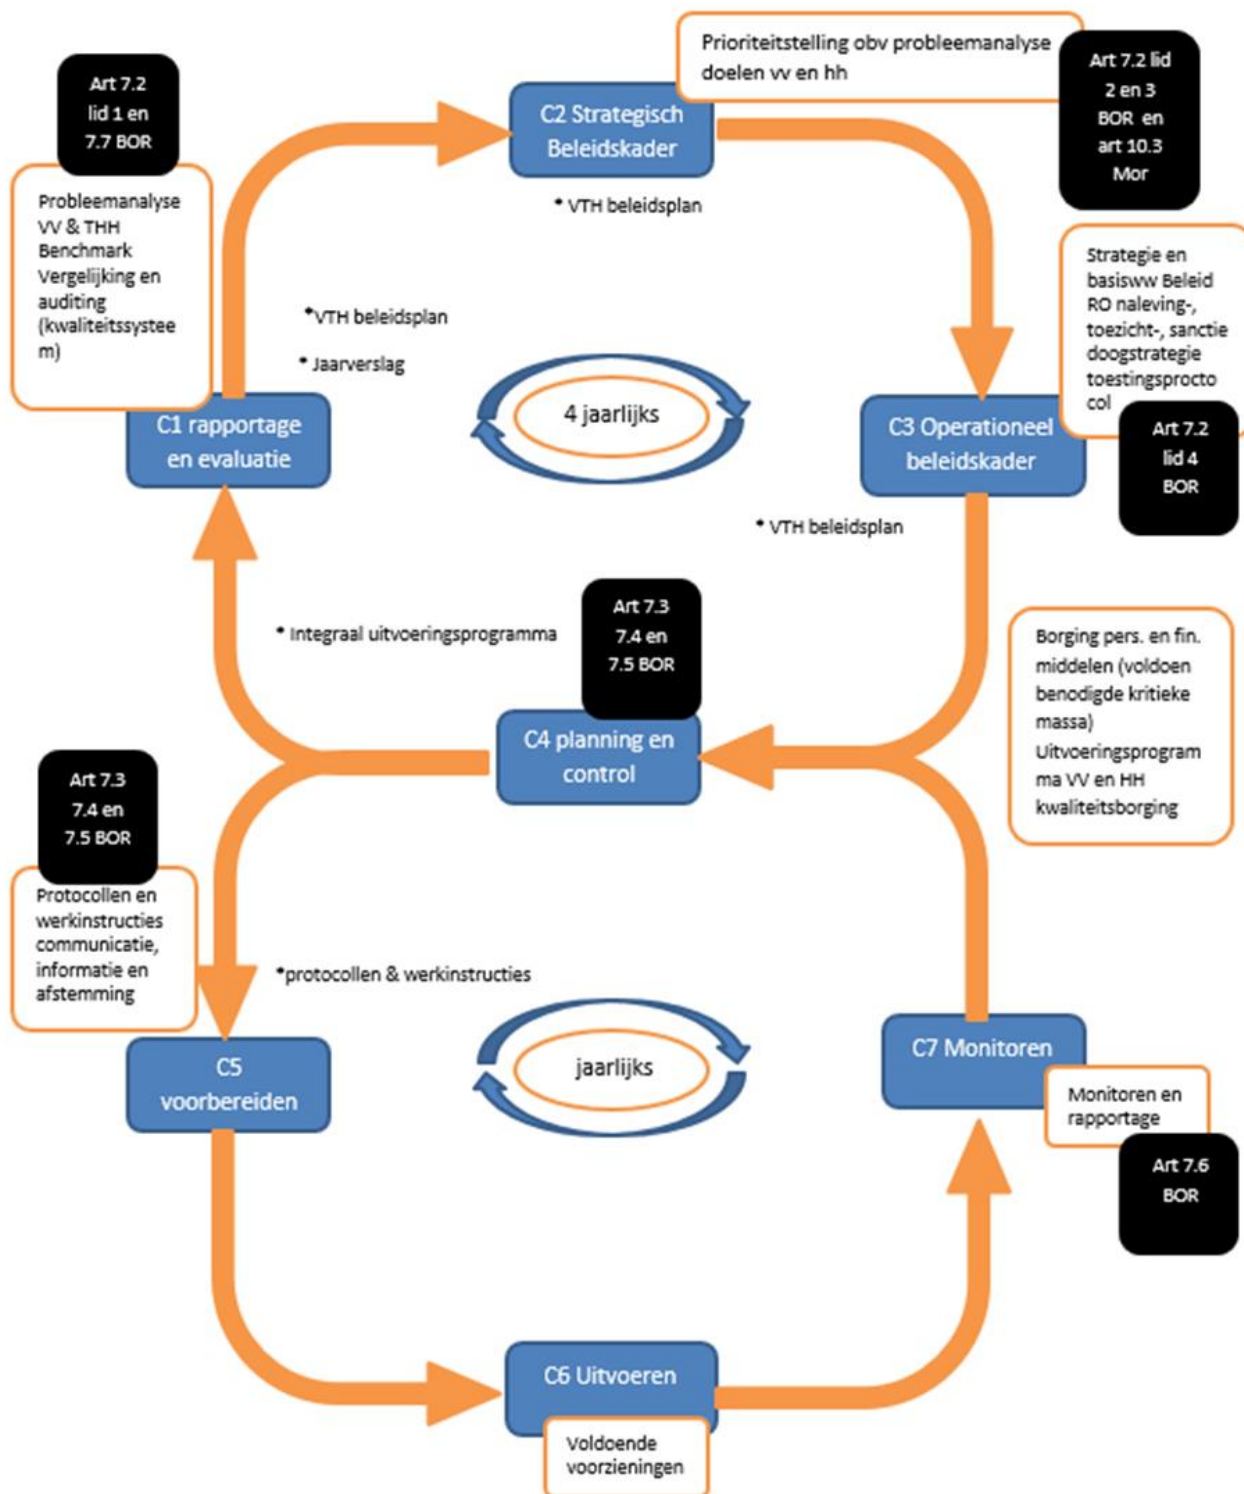 Prioriteitstelling obv probleemanalyse
doelen vv en hh
Art 7.2 lid
2 en 3
BOR en
art 10.3
Mor
Art 7.2
lid 1 en
7.7 BOR
C2 Strategisch
Beleidskader
* VTH beleidsplan
Probleemanalyse
VV & THH
Benchmark
Vergelijking en
auditing
(kwaliteitssystee
m)
*VTH beleidsplan
* Jaarverslag
4 jaarlijks
Strategie en
basisww Beleid
RO naleving-,
toezicht-, sanctie
doogstrategie
toestingsprocto
col
C1 rapportage
en evaluatie
C3 Operationeel
beleidskader
Art 7.2
lid 4
BOR
* VTH beleidsplan
Art 7.3
7.4 en
7.5 BOR
* Integraal uitvoeringsprogramma
Borging pers. en fin.
middelen (voldoen
benodigde kritieke
massa)
Uitvoeringsprogram
ma VV en HH
kwaliteitsborging
C4 planning en
control
Art 7.3
7.4 en
7.5 BOR
Protocollen en
werkinstructies
communicatie,
informatie en
afstemming
*protocollen & werkinstructies
C5
voorbereiden
jaarlijks
C7 Monitoren
Monitoren en
rapportage
Art 7.6
BOR
C6 Uitvoeren
Voldoende
voorzieningen